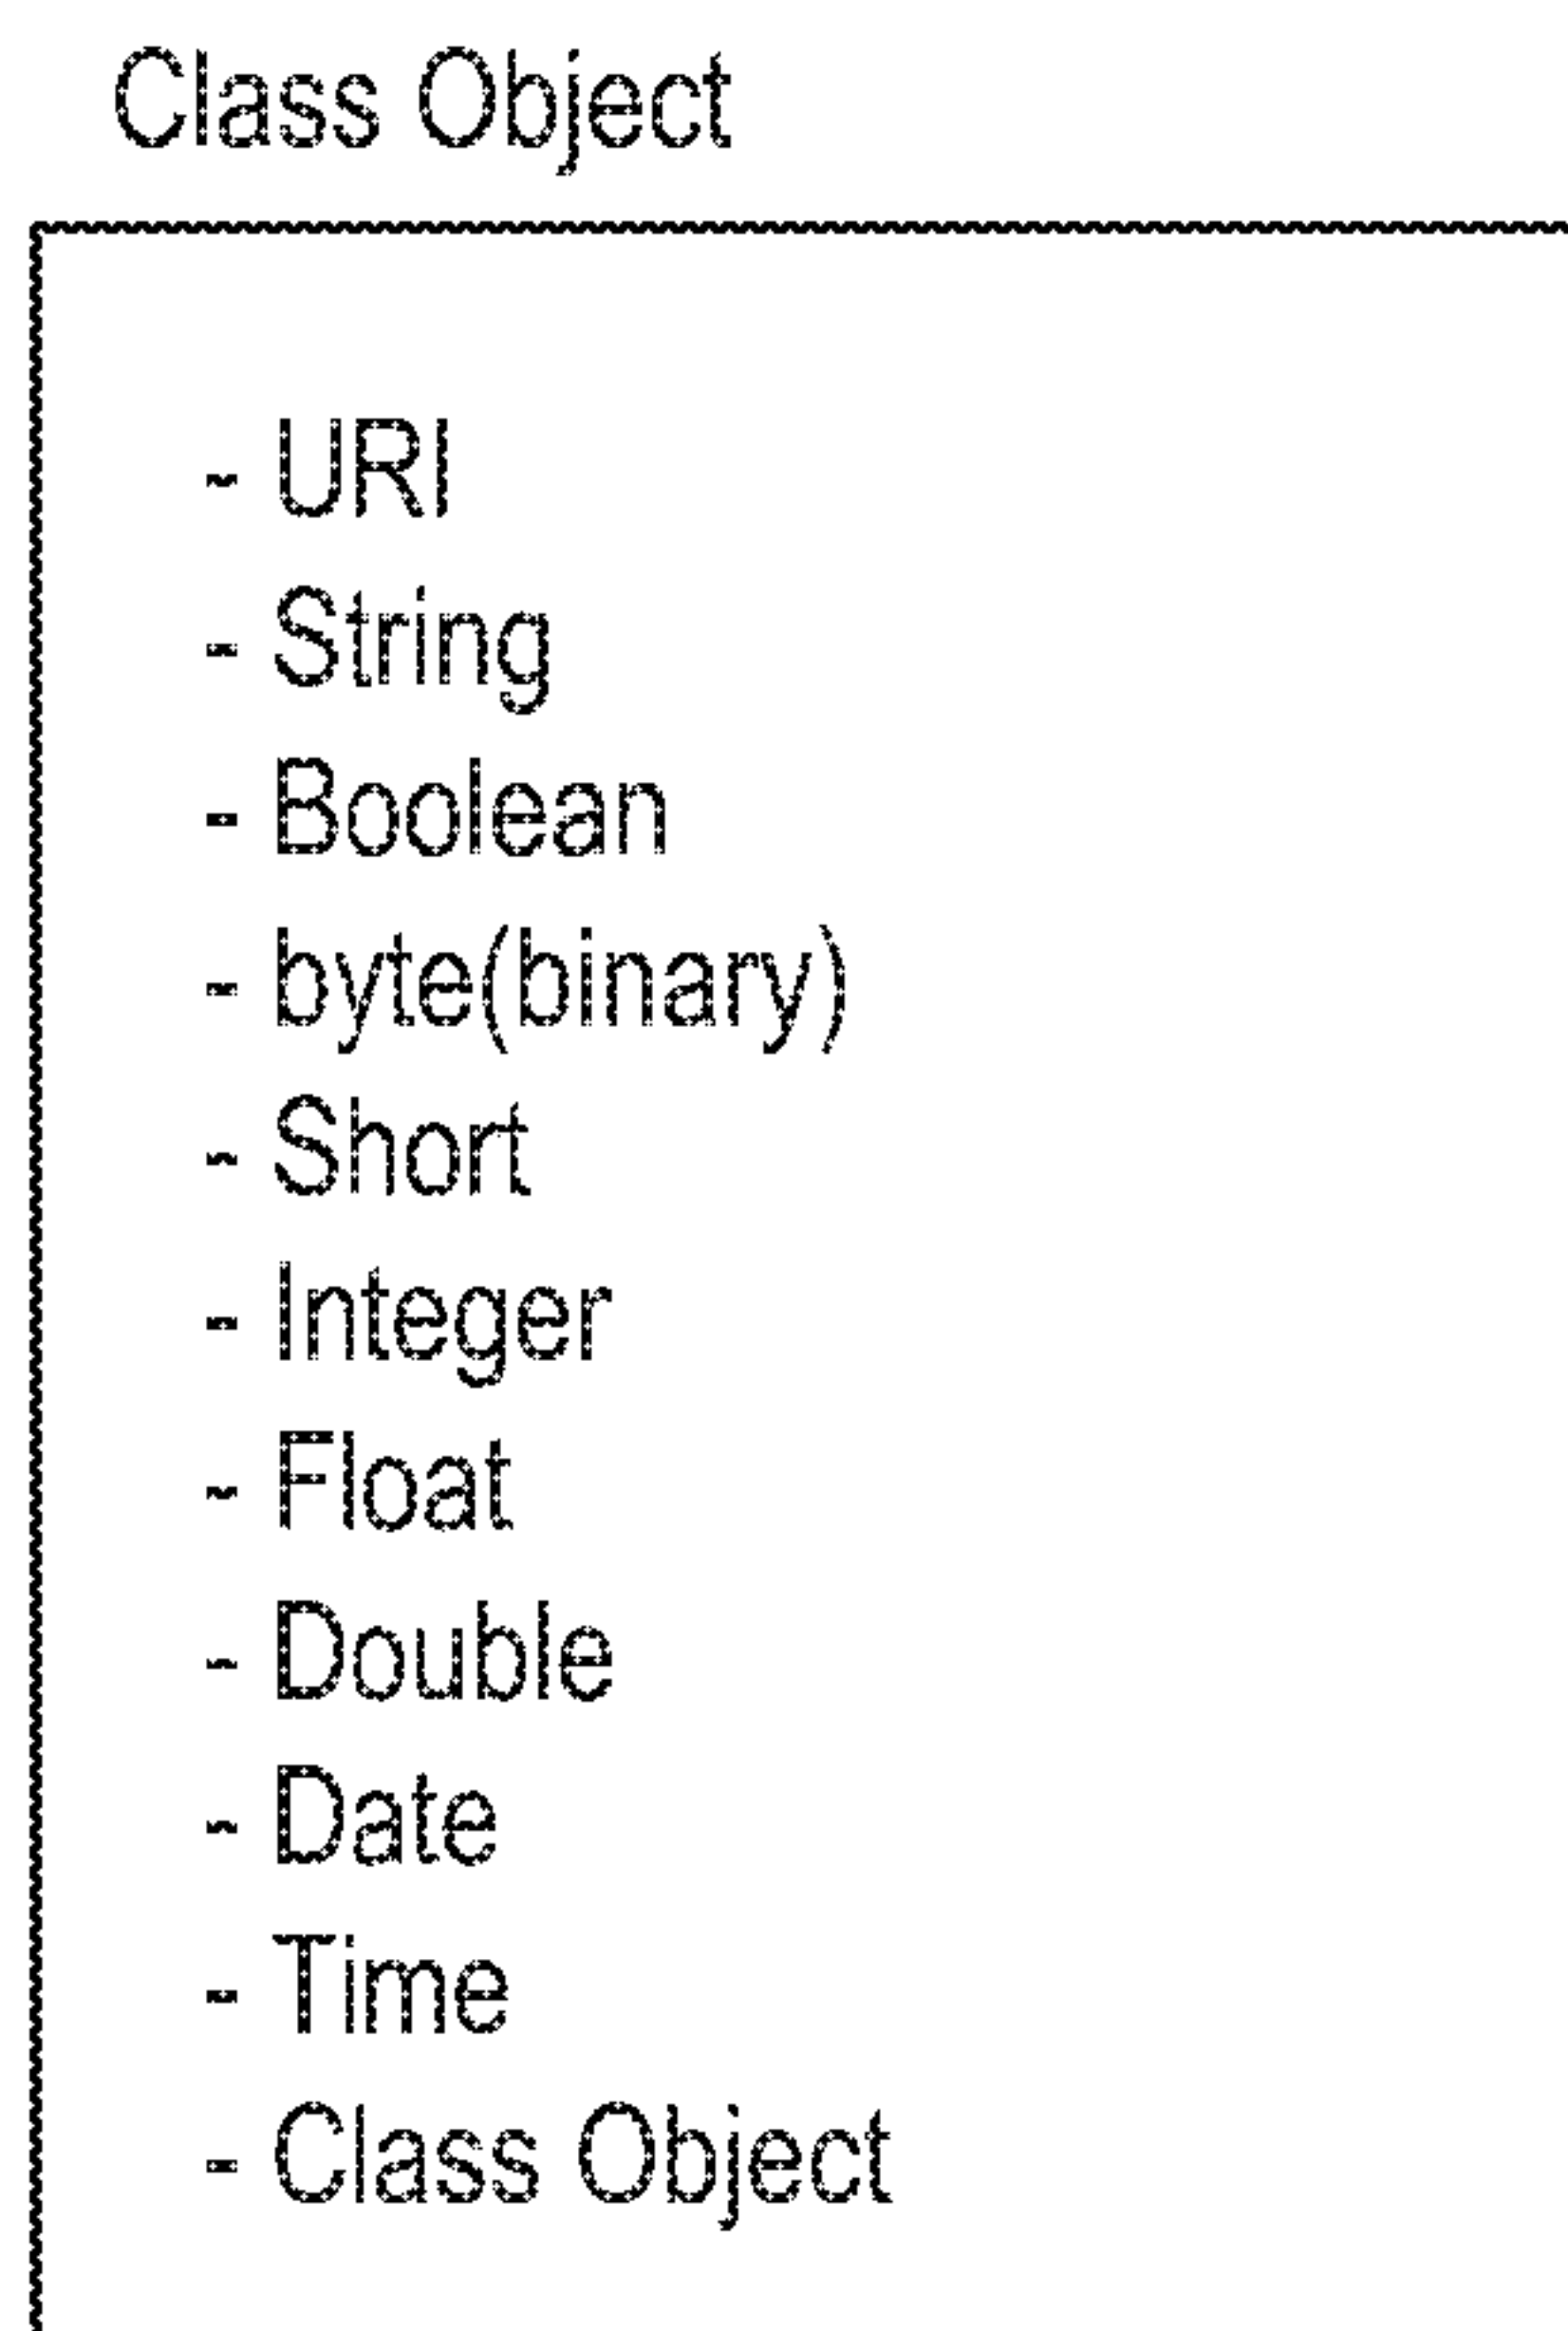 Class Object
- URI
- String
- Boolean
- byte(binary)
- Short
- Integer
- Float
- Double
- Date
- Time
- Class Object